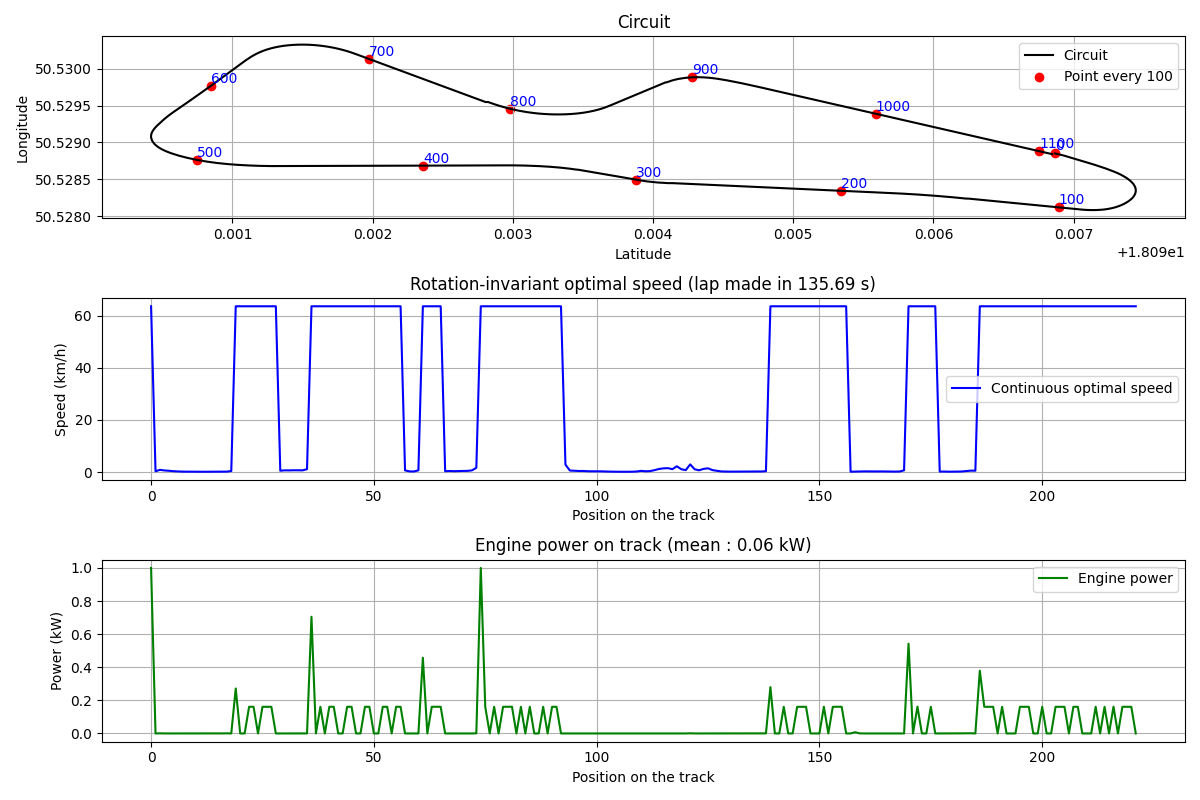 Circuit
Longitude
50.5300
50.5295
50.5290
50.5285
50.5280
600
700
800
900
1000
1100
0
500
400
300
200
100
Circuit
Point every 100
0.001 0.002 0.003 0.004 0.005 0.006 0.007
Latitude
+1.809e1
Rotation-invariant optimal speed (lap made in 135.69 s)
Speed (km/h)
60
40
20
0
Continuous optimal speed
0 50 100 150 200
Position on the track
Engine power on track (mean : 0.06 kW)
Power (kW)
1.0
0.8
0.6
0.4
0.2
0.0
Engine power
0 50 100 150 200
Position on the track